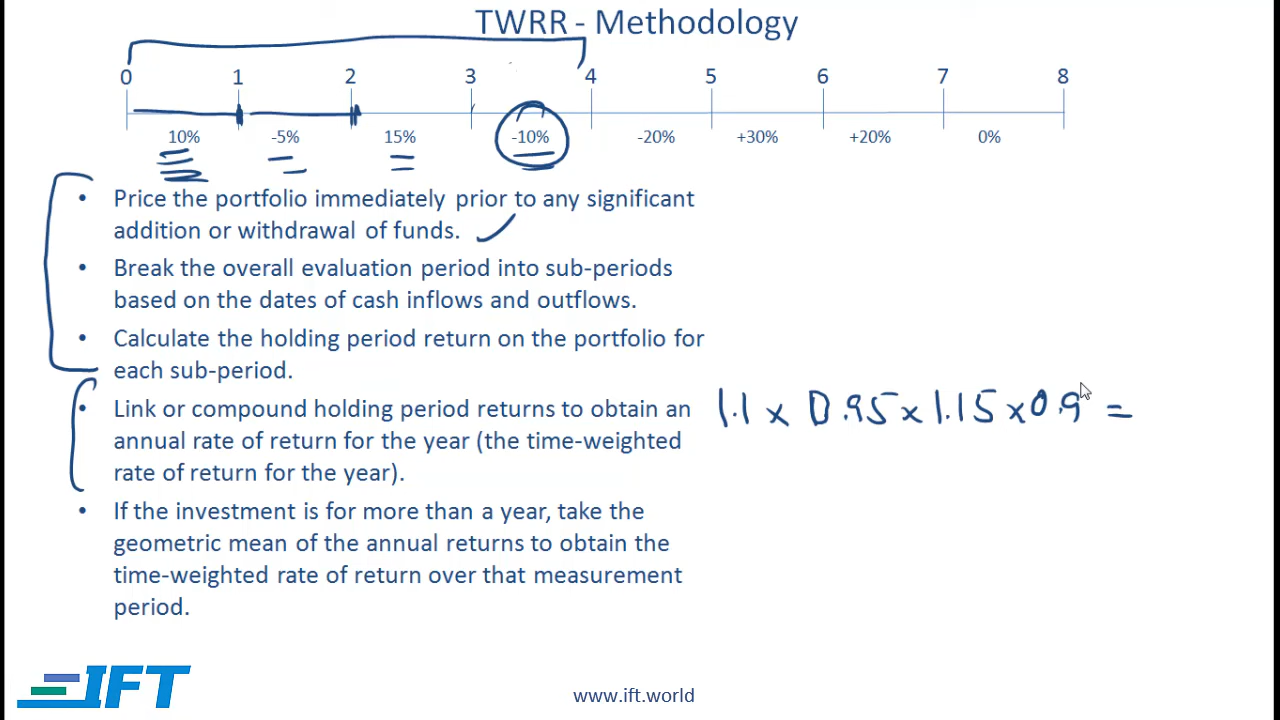 TWRR - Methodology
0 1 2 3 4 5 6 7 8
10% -5% 15% -10% -20% +30% +20% 0%
• Price the portfolio immediately prior to any significant
addition or withdrawal of funds.
• Break the overall evaluation period into sub-periods
based on the dates of cash inflows and outflows.
• Calculate the holding period return on the portfolio for
each sub-period.
• Link or compound holding period returns to obtain an
annual rate of return for the year (the time-weighted
rate of return for the year).
1.1 x 0.95 x 1.15 x 0.9 =
• If the investment is for more than a year, take the
geometric mean of the annual returns to obtain the
time-weighted rate of return over that measurement
period.
IFT
www.ift.world